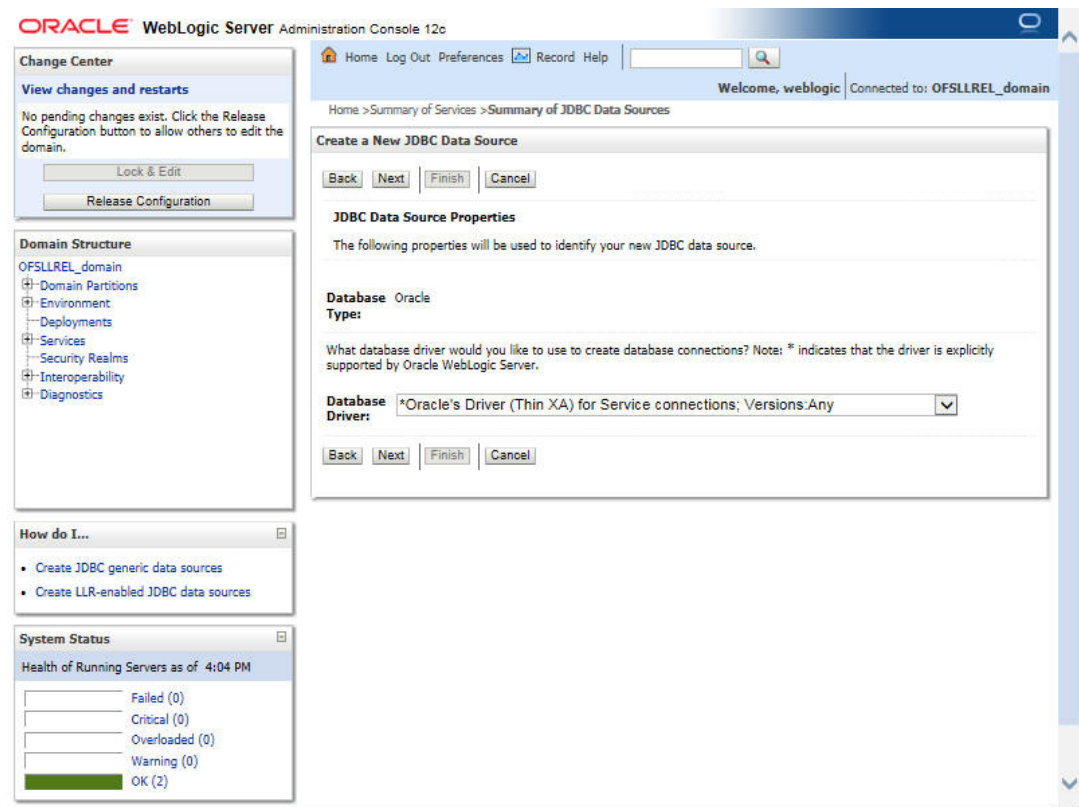 ORACLE WebLogic Server Administration Console 12c
Change Center
View changes and restarts
No pending changes exist. Click the Release
Configuration button to allow others to edit the
domain.
Lock & Edit
Release Configuration
Domain Structure
OFSLLREL_domain
Domain Partitions
Environment
Deployments
Services
Security Realms
Interoperability
Diagnostics
How do I...
Create JDBC generic data sources
Create LLR-enabled JDBC data sources
System Status
Health of Running Servers as of 4:04 PM
Failed (0)
Critical (0)
Overloaded (0)
Warning (0)
OK (2)
Home Log Out Preferences Record Help
Welcome, weblogic Connected to: OFSLLREL_domain
Home >Summary of Services >Summary of JDBC Data Sources
Create a New JDBC Data Source
Back Next Finish Cancel
JDBC Data Source Properties
The following properties will be used to identify your new JDBC data source.
Database Oracle
Type:
What database driver would you like to use to create database connections? Note: * indicates that the driver is explicitly
supported by Oracle WebLogic Server.
Database *Oracle's Driver (Thin XA) for Service connections; Versions:Any
Driver:
Back Next Finish Cancel